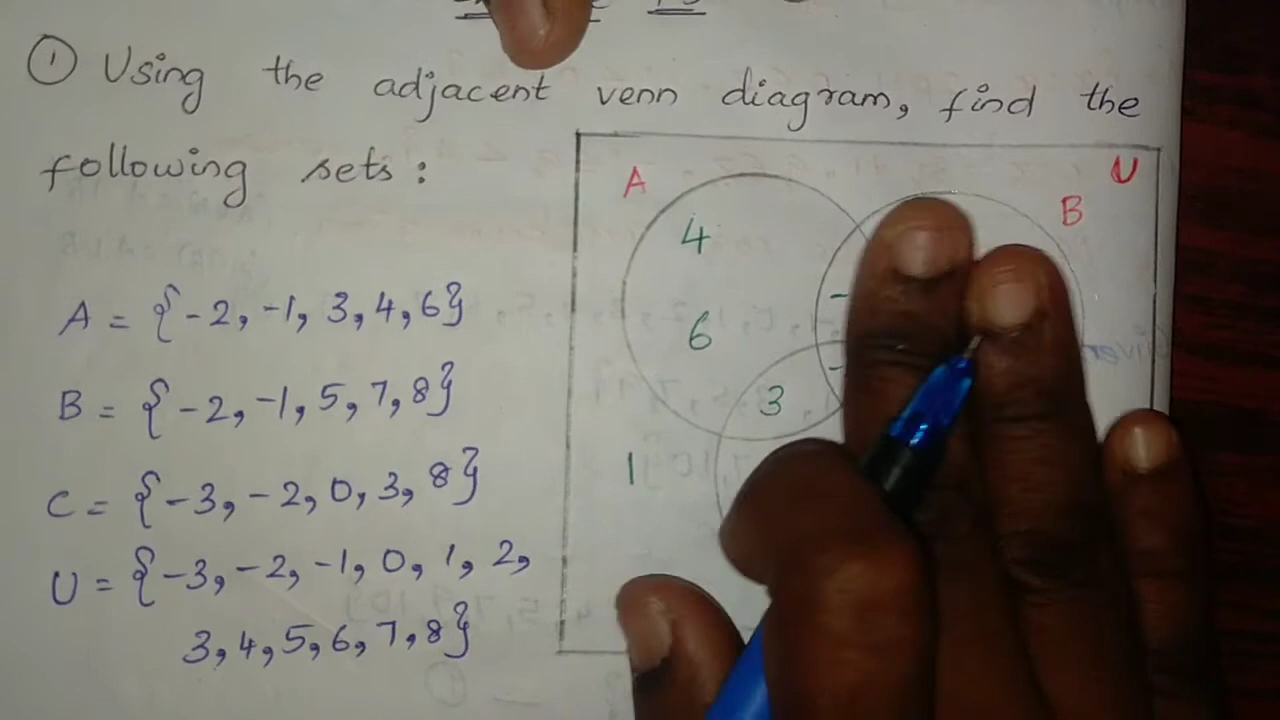 ① Using the adjacent venn diagram, find the
following sets:
A U
B
4
6
3
1
A = {-2, -1, 3, 4, 6}
B = {-2, -1, 5, 7, 8}
C = {-3, -2, 0, 3, 8}
U = {-3, -2, -1, 0, 1, 2,
3, 4, 5, 6, 7, 8}